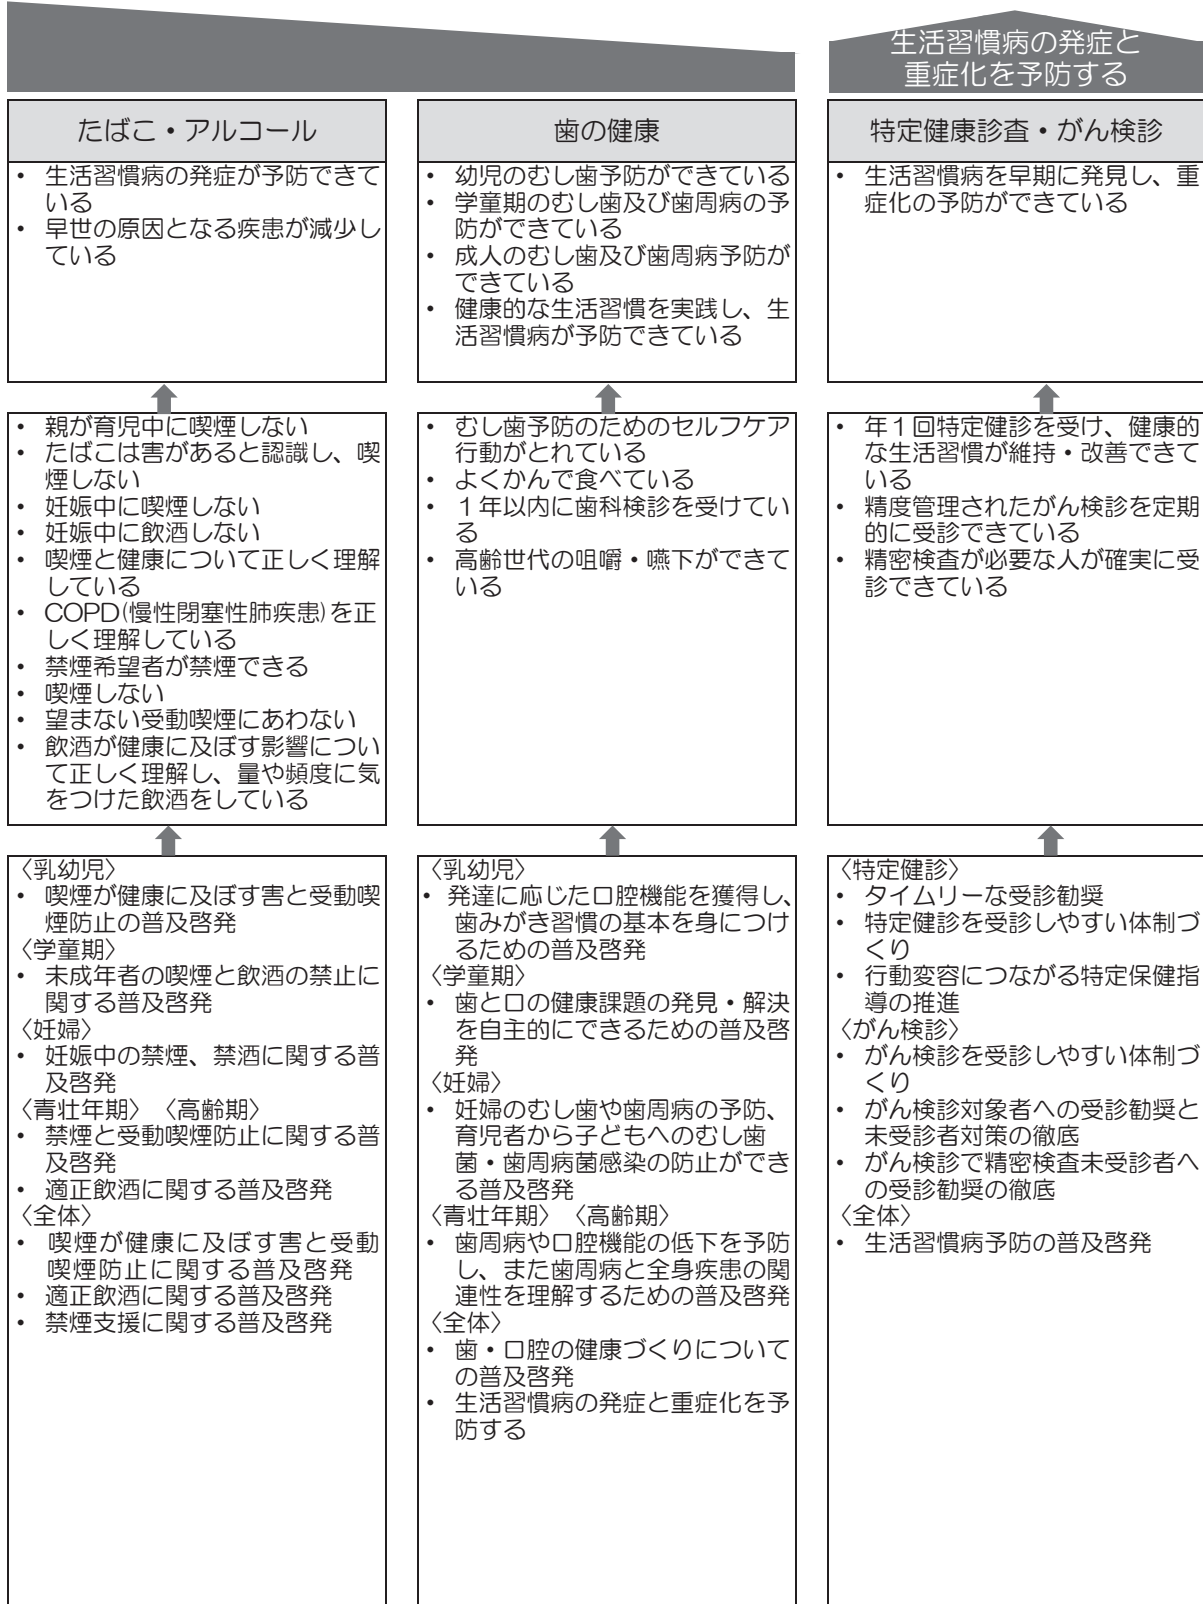 生活習慣病の発症と
重症化を予防する
たばこ・アルコール
・ 生活習慣病の発症が予防できて
いる
・ 早世の原因となる疾患が減少し
ている
・ 親が育児中に喫煙しない
・ たばこは害があると認識し、喫
煙しない
・ 妊娠中に喫煙しない
・ 妊娠中に飲酒しない
・ 喫煙と健康について正しく理解
している
・ COPD(慢性閉塞性肺疾患)を正
しく理解している
・ 禁煙希望者が禁煙できる
・ 喫煙しない
・ 望まない受動喫煙にあわない
・ 飲酒が健康に及ぼす影響につい
て正しく理解し、量や頻度に気
をつけた飲酒をしている
〈乳幼児〉
・ 喫煙が健康に及ぼす害と受動喫
煙防止の普及啓発
〈学童期〉
・ 未成年者の喫煙と飲酒の禁止に
関する普及啓発
〈妊婦〉
・ 妊娠中の禁煙、禁酒に関する普
及啓発
〈青壮年期〉〈高齢期〉
・ 禁煙と受動喫煙防止に関する普
及啓発
・ 適正飲酒に関する普及啓発
〈全体〉
・ 喫煙が健康に及ぼす害と受動
喫煙防止に関する普及啓発
・ 適正飲酒に関する普及啓発
・ 禁煙支援に関する普及啓発
歯の健康
・ 幼児のむし歯予防ができている
・ 学童期のむし歯及び歯周病の予
防ができている
・ 成人のむし歯及び歯周病予防が
できている
・ 健康的な生活習慣を実践し、生
活習慣病が予防できている
・ むし歯予防のためのセルフケア
行動がとれている
・ よくかんで食べている
・ 1年以内に歯科検診を受けてい
る
・ 高齢世代の咀嚼・嚥下ができて
いる
〈乳幼児〉
・ 発達に応じた口腔機能を獲得し、
歯みがき習慣の基本を身につけ
るための普及啓発
〈学童期〉
・ 歯と口の健康課題の発見・解決
を自主的にできるための普及啓
発
〈妊婦〉
・ 妊婦のむし歯や歯周病の予防、
育児者から子どもへのむし歯
菌・歯周病菌感染の防止ができ
る普及啓発
〈青壮年期〉〈高齢期〉
・ 歯周病や口腔機能の低下を予防
し、また歯周病と全身疾患の関
連性を理解するための普及啓発
〈全体〉
・ 歯・口腔の健康づくりについて
の普及啓発
・ 生活習慣病の発症と重症化を予
防する
特定健康診査・がん検診
・ 生活習慣病を早期に発見し、重
症化の予防ができている
・ 年1回特定健診を受け、健康的
な生活習慣が維持・改善できて
いる
・ 精度管理されたがん検診を定期
的に受診できている
・ 精密検査が必要な人が確実に受
診できている
〈特定健診〉
・ タイムリーな受診勧奨
・ 特定健診を受診しやすい体制づ
くり
・ 行動変容につながる特定保健指
導の推進
〈がん検診〉
・ がん検診を受診しやすい体制づ
くり
・ がん検診対象者への受診勧奨と
未受診者対策の徹底
・ がん検診で精密検査未受診者へ
の受診勧奨の徹底
〈全体〉
・ 生活習慣病予防の普及啓発